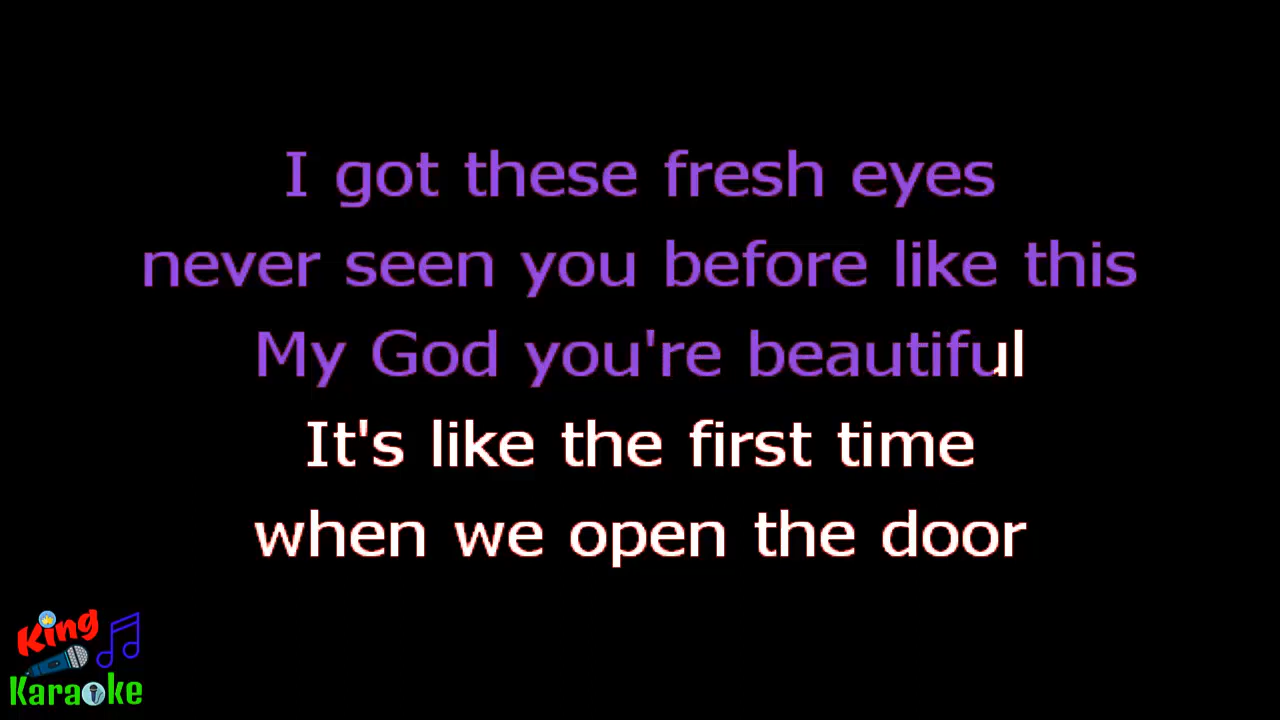 I got these fresh eyes
never seen you before like this
My God you're beautiful
It's like the first time
when we open the door
King
Karaoke